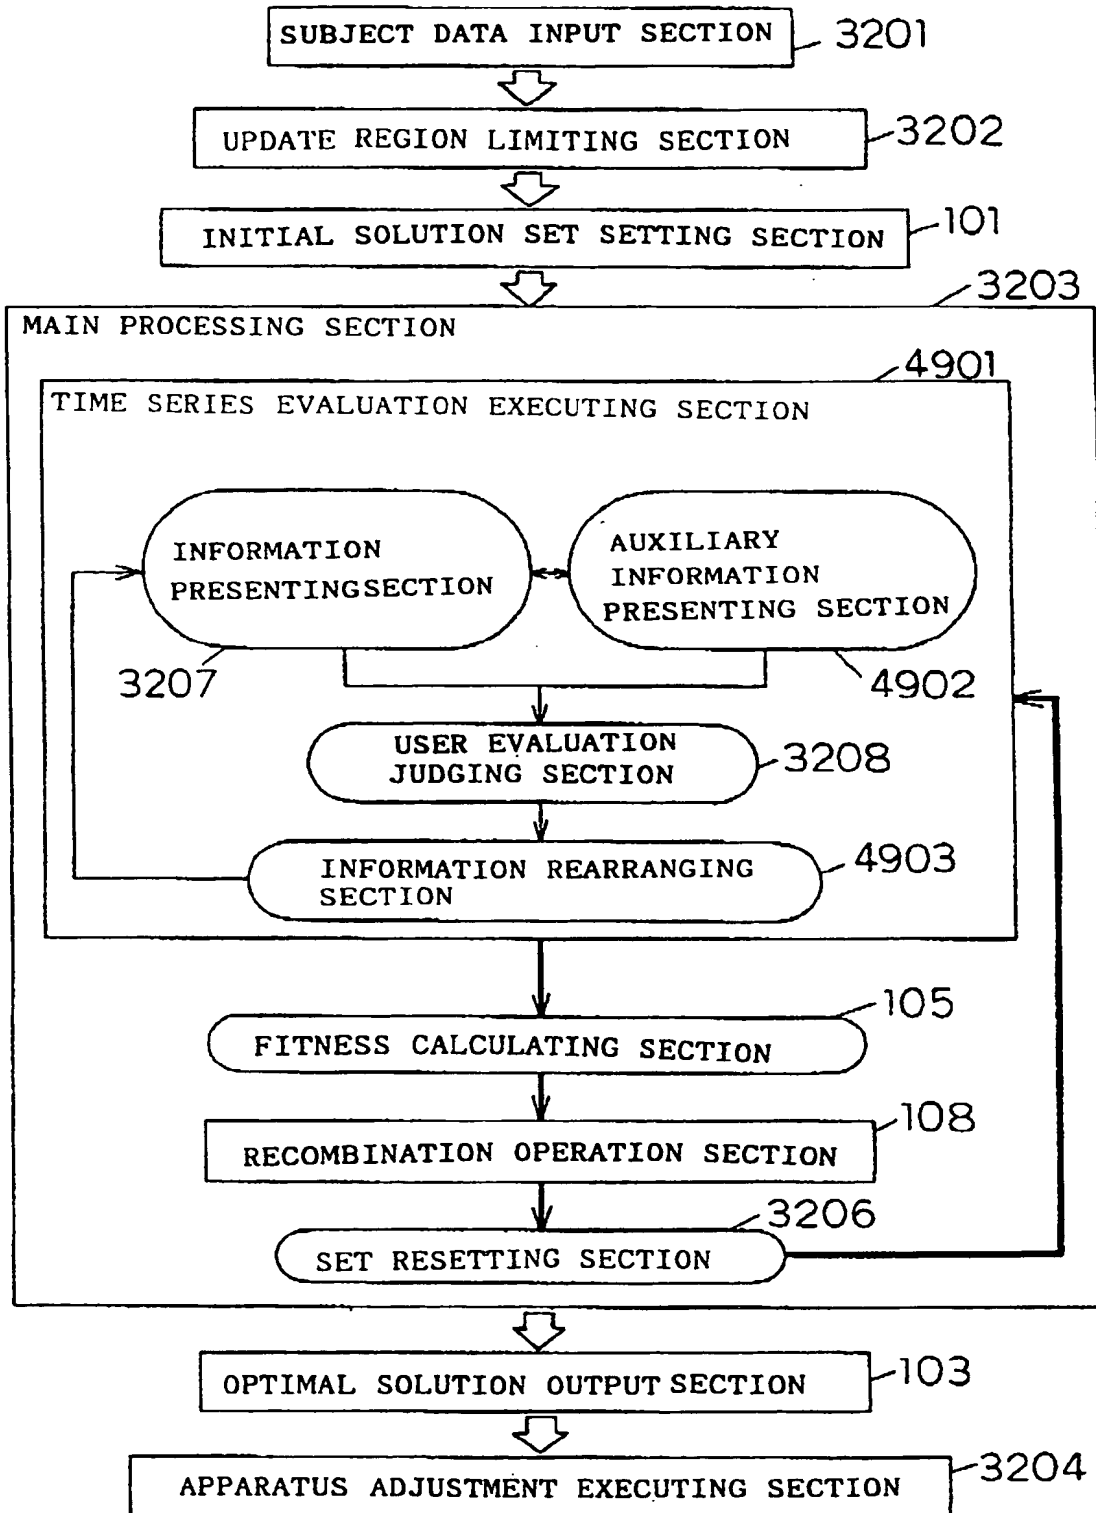 SUBJECT DATA INPUT SECTION 3201
UPDATE REGION LIMITING SECTION 3202
INITIAL SOLUTION SET SETTING SECTION 101
3203
MAIN PROCESSING SECTION
4901
TIME SERIES EVALUATION EXECUTING SECTION
INFORMATION
PRESENTINGSECTION
3207
AUXILIARY
INFORMATION
PRESENTING SECTION
4902
USER EVALUATION
JUDGING SECTION
3208
INFORMATION REARRANGING
SECTION
4903
105
FITNESS CALCULATING SECTION
108
RECOMBINATION OPERATION SECTION
3206
SET RESETTING SECTION
OPTIMAL SOLUTION OUTPUT SECTION 103
APPARATUS ADJUSTMENT EXECUTING SECTION 3204